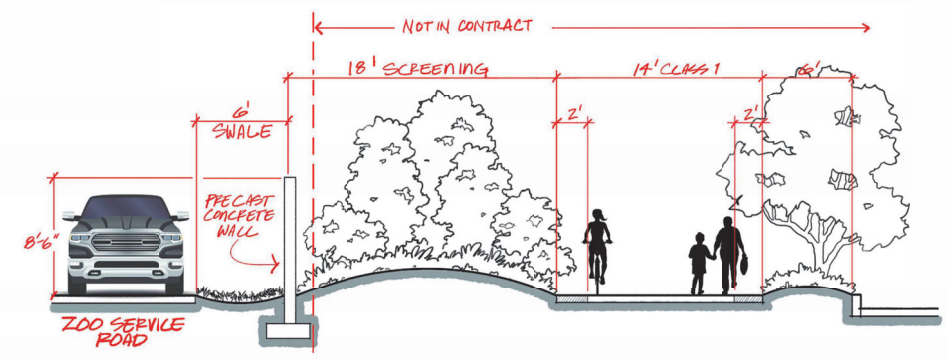 NOT IN CONTRACT
18' SCREENING
14' CLASS 1
6'
6'
SWALE
2'
2'
PRECAST
CONCRETE
WALL
8'-6"
ZOO SERVICE
ROAD